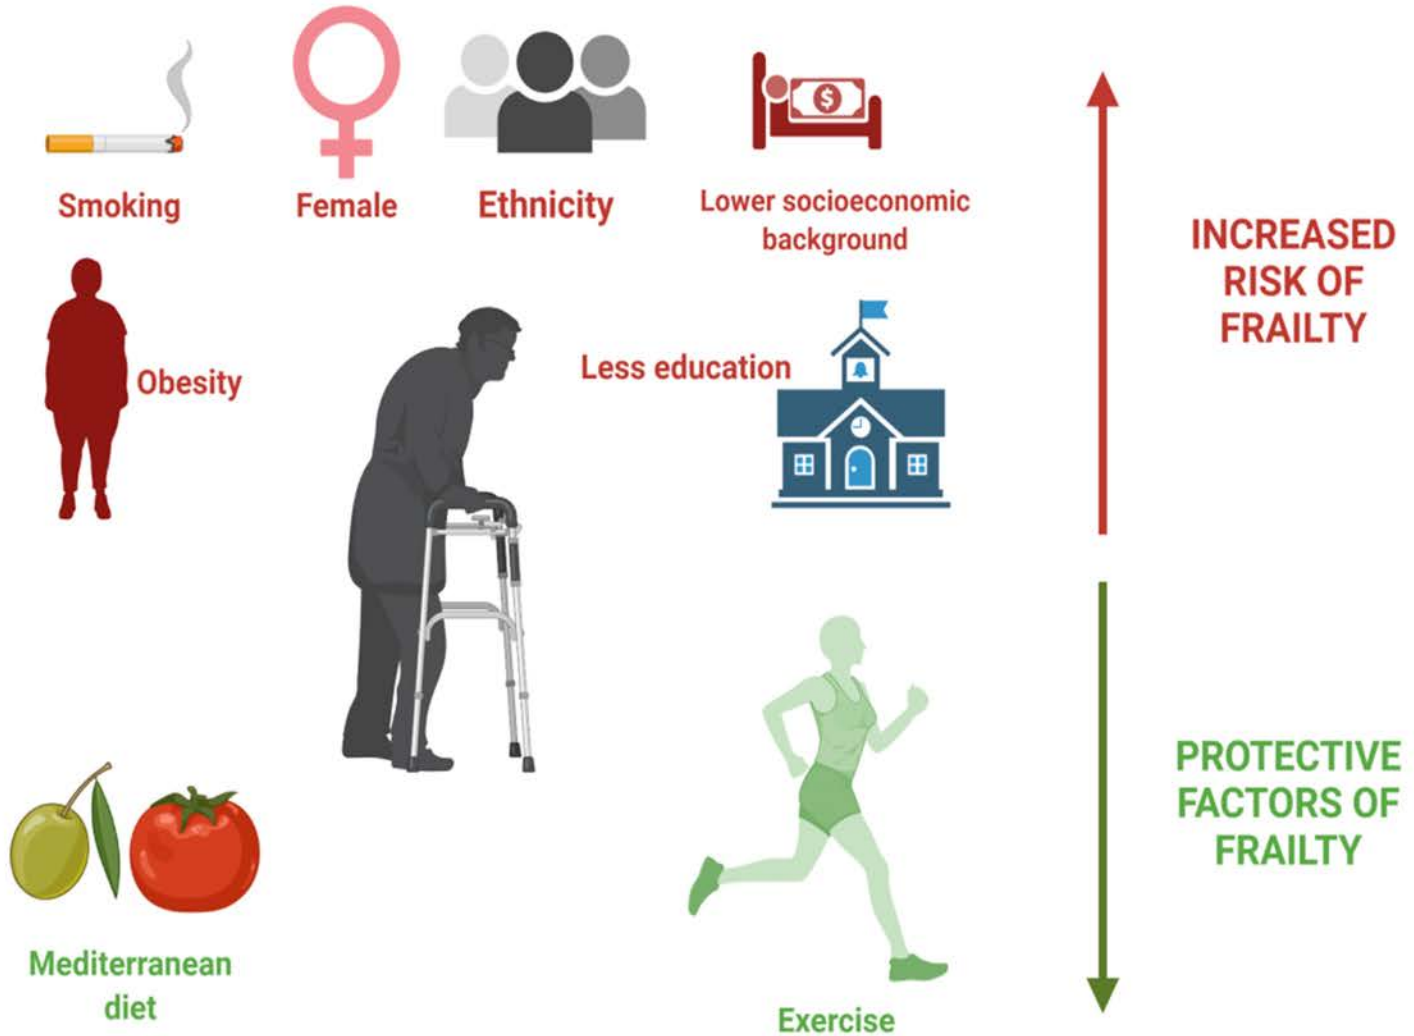 Smoking
Female
Ethnicity
$
Lower socioeconomic
background
INCREASED
RISK OF
FRAILTY
Obesity
Less education
PROTECTIVE
FACTORS OF
FRAILTY
Mediterranean
diet
Exercise